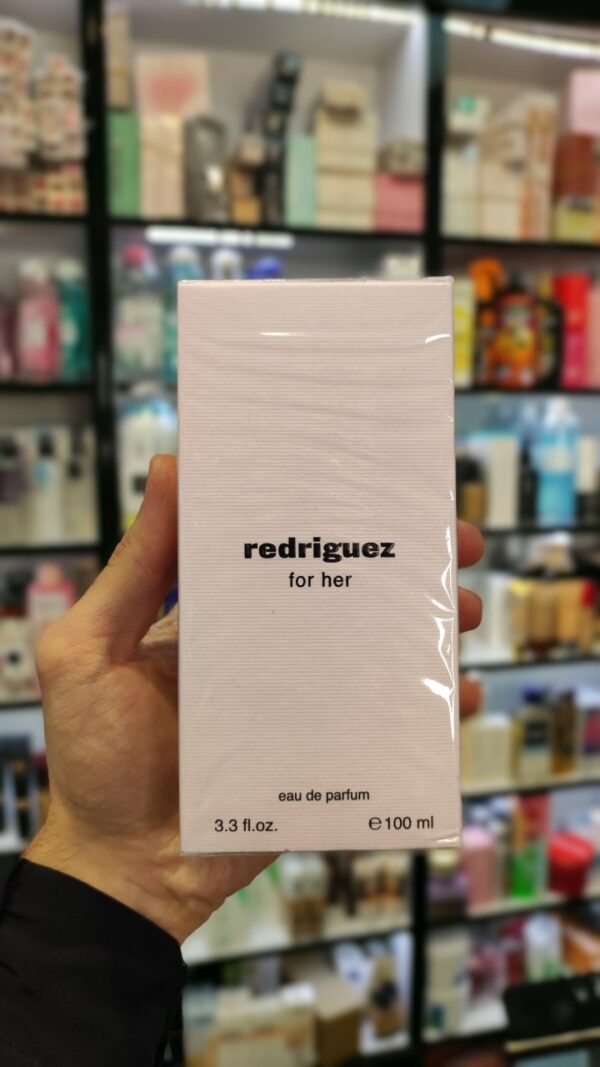 redriguez
for her
eau de parfum
3.3 fl.oz. ℮100 ml